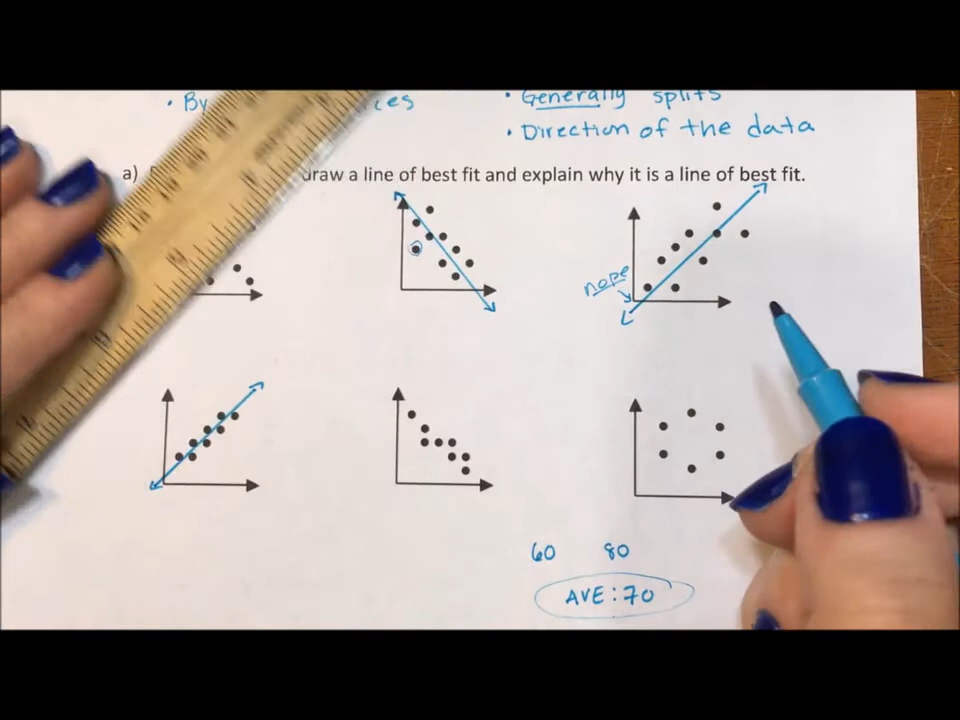 • By
• Generally splits
• Direction of the data
a) draw a line of best fit and explain why it is a line of best fit.
nope
60 80
AVE: 70